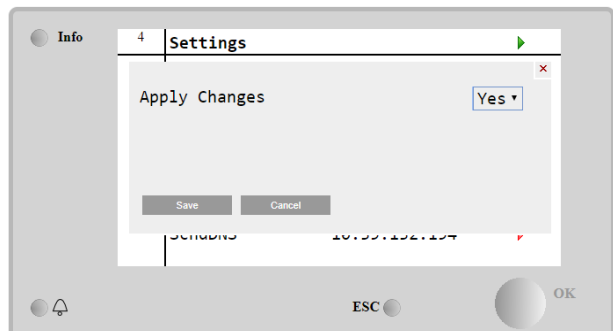 Info
4 Settings
Apply Changes Yes
Save Cancel
ESC
OK